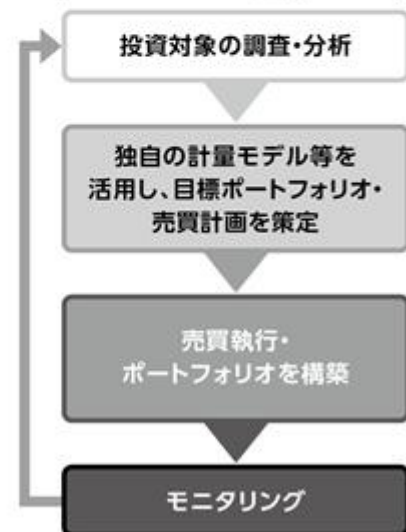 投資対象の調査・分析
独自の計量モデル等を
活用し、目標ポートフォリオ・
売買計画を策定
売買執行・
ポートフォリオを構築
モニタリング